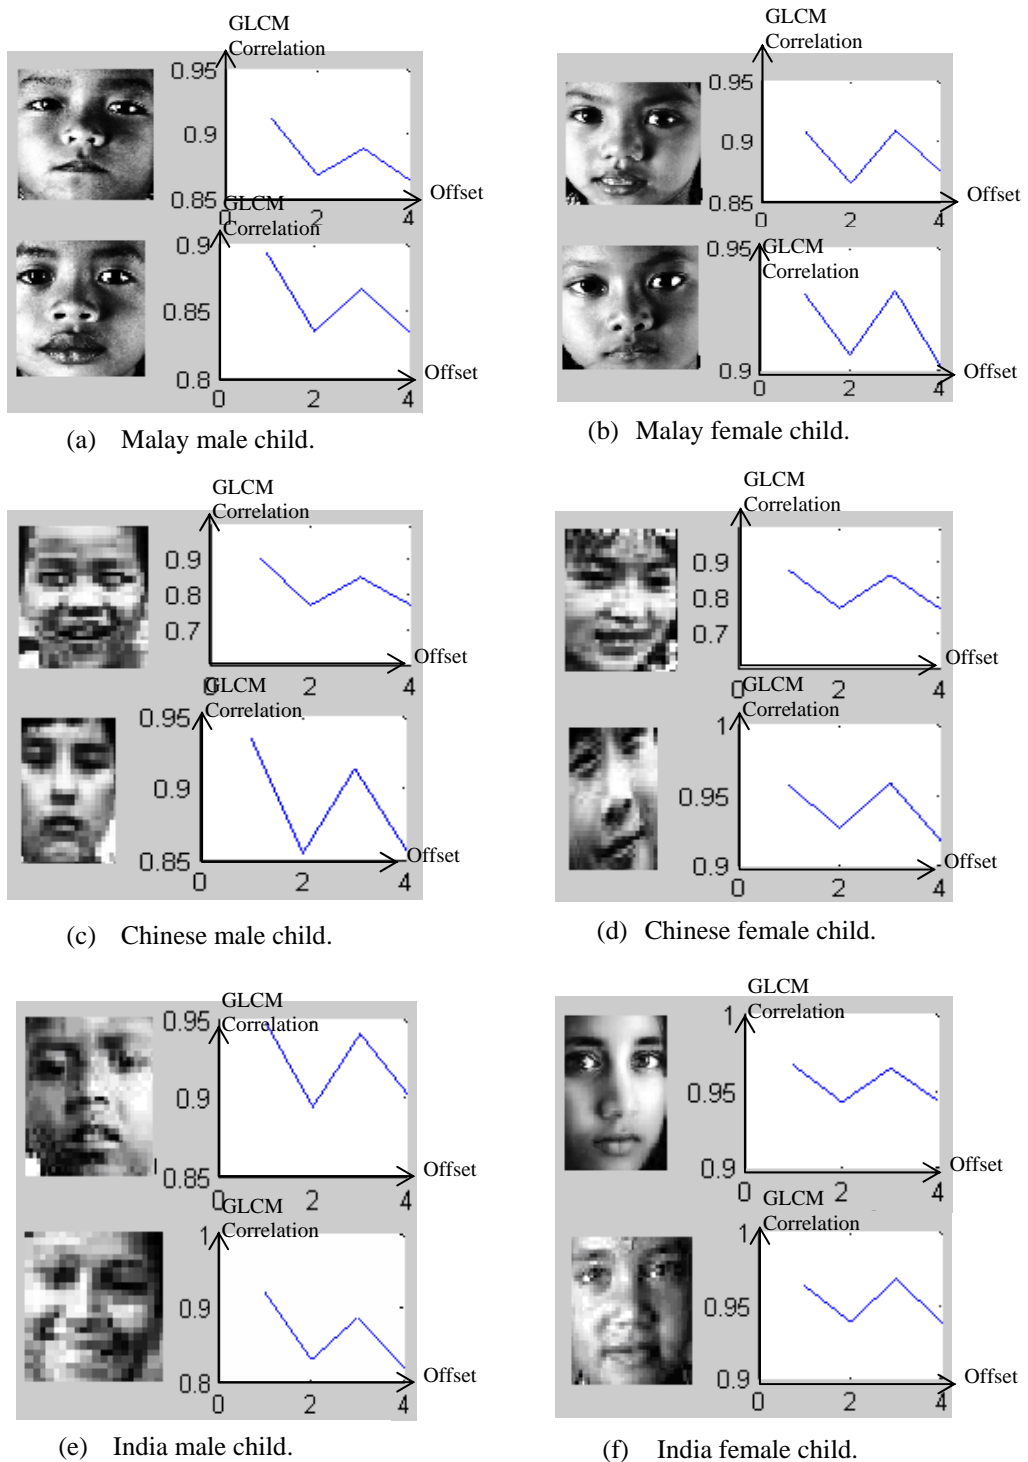 GLCM
Correlation
0.95
0.9
0.85
0 2 4
Offset
GLCM
Correlation
0.9
0.85
0.8
0 2 4
Offset
(a) Malay male child.
GLCM
Correlation
0.95
0.9
0.85
0 2 4
Offset
GLCM
Correlation
0.95
0.9
0 2 4
Offset
(b) Malay female child.
GLCM
Correlation
0.9
0.8
0.7
0 2 4
Offset
GLCM
Correlation
0.95
0.9
0.85
0 2 4
Offset
(c) Chinese male child.
GLCM
Correlation
0.9
0.8
0.7
0 2 4
Offset
GLCM
Correlation
1
0.95
0.9
0 2 4
Offset
(d) Chinese female child.
GLCM
Correlation
0.95
0.9
0.85
0 2 4
Offset
GLCM
Correlation
1
0.9
0.8
0 2 4
Offset
(e) India male child.
GLCM
Correlation
1
0.95
0.9
0 2 4
Offset
GLCM
Correlation
1
0.95
0.9
0 2 4
Offset
(f) India female child.